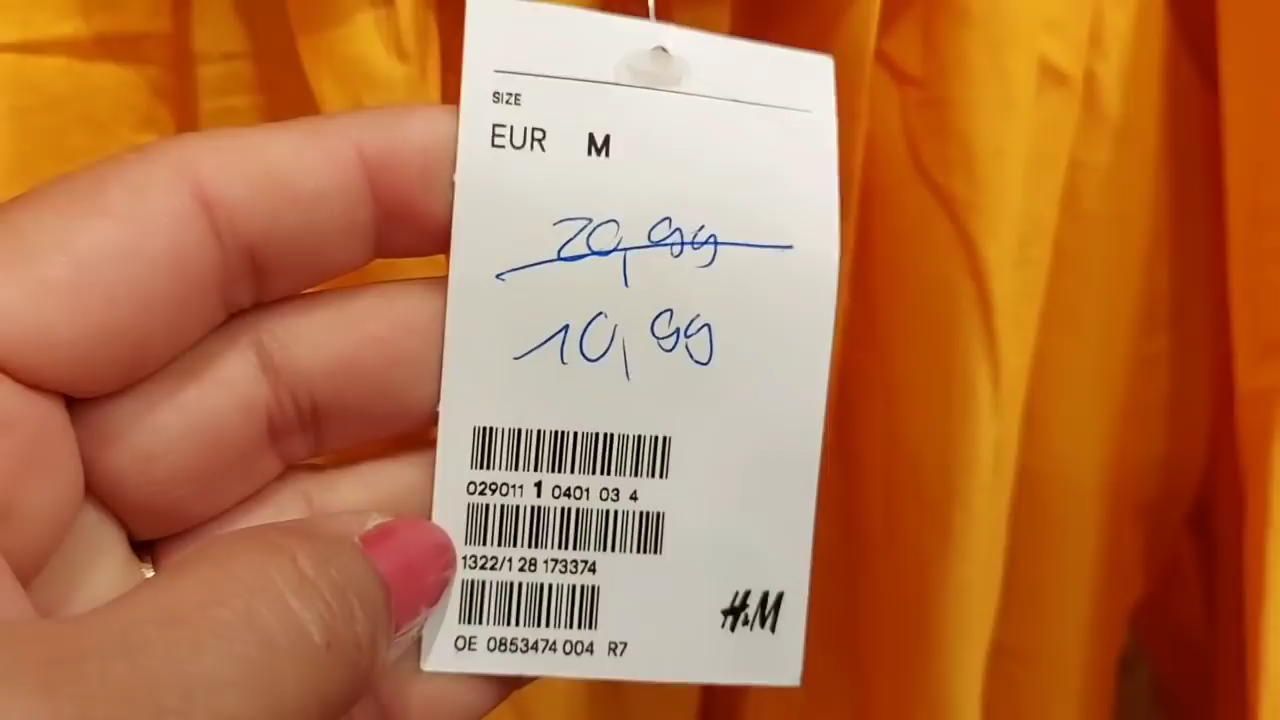 SIZE
EUR M
20,99
10,99
029011 1 0401 03 4
1322/1 28 173374
H&M
OE 0853474 004 R7